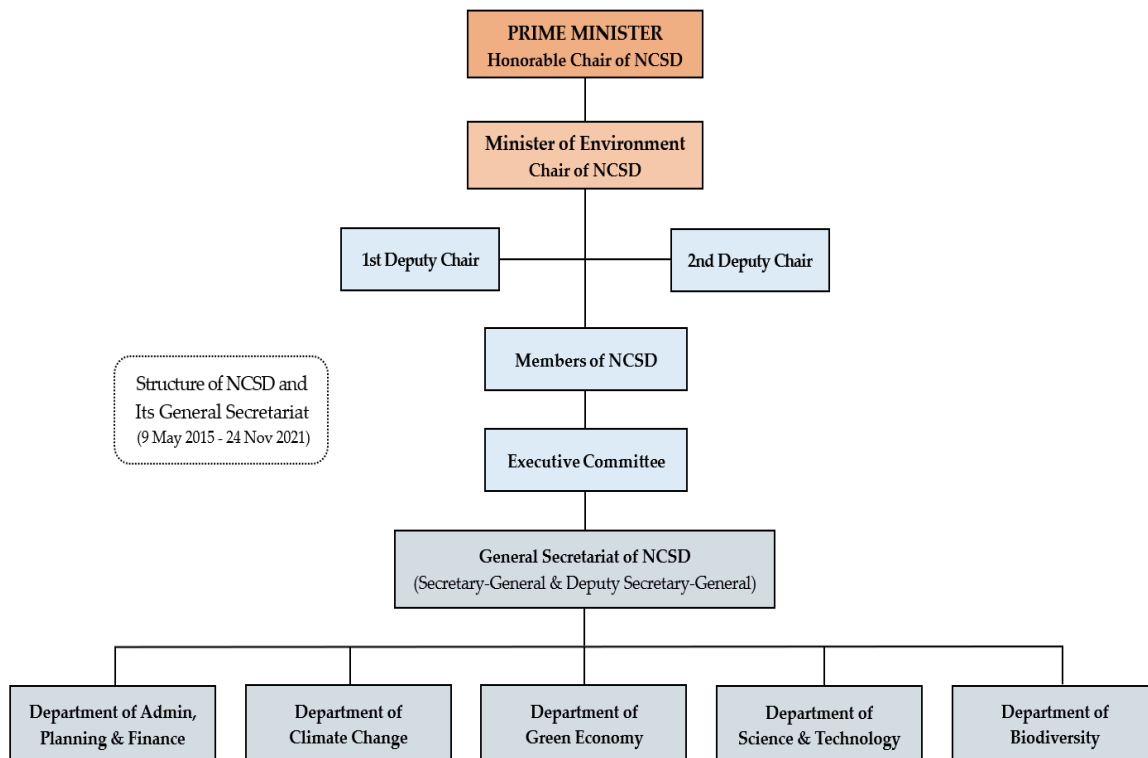 PRIME MINISTER
Honorable Chair of NCSD
Minister of Environment
Chair of NCSD
1st Deputy Chair
2nd Deputy Chair
Members of NCSD
Structure of NCSD and
Its General Secretariat
(9 May 2015 - 24 Nov 2021)
Executive Committee
General Secretariat of NCSD
(Secretary-General & Deputy Secretary-General)
Department of Admin,
Planning & Finance
Department of
Climate Change
Department of
Green Economy
Department of
Science & Technology
Department of
Biodiversity